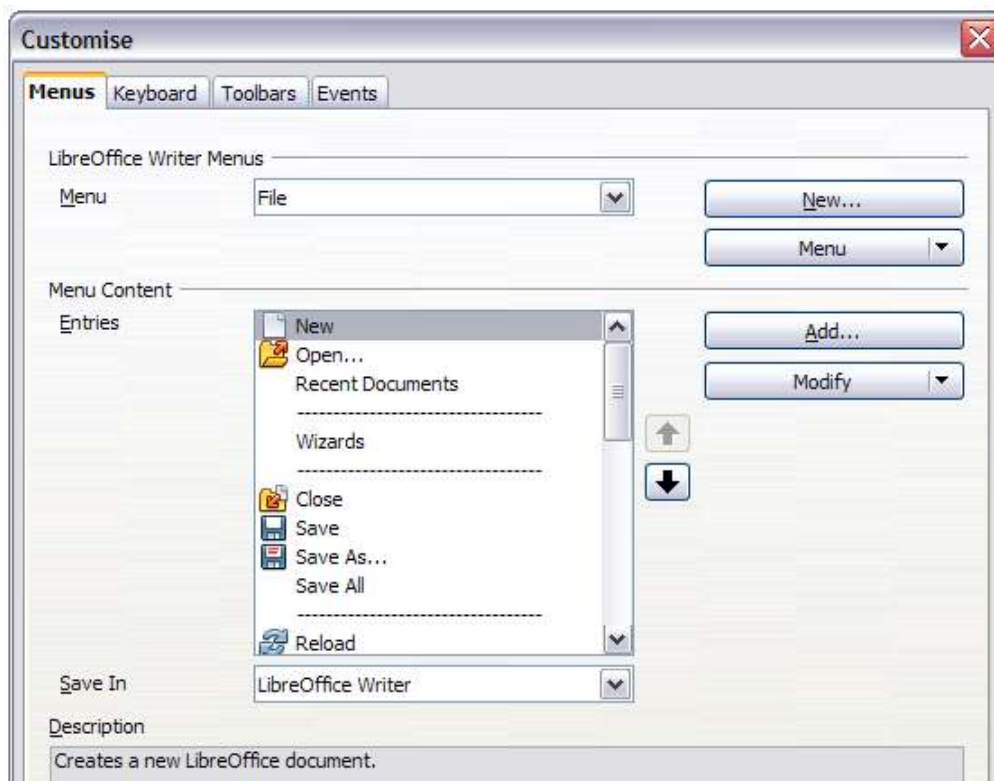 Customise
Menus Keyboard Toolbars Events
LibreOffice Writer Menus
Menu File New...
Menu
Menu Content
Entries New Add...
Open...
Recent Documents Modify
----------------------------------
Wizards
----------------------------------
Close
Save
Save As...
Save All
----------------------------------
Reload
Save In LibreOffice Writer
Description
Creates a new LibreOffice document.